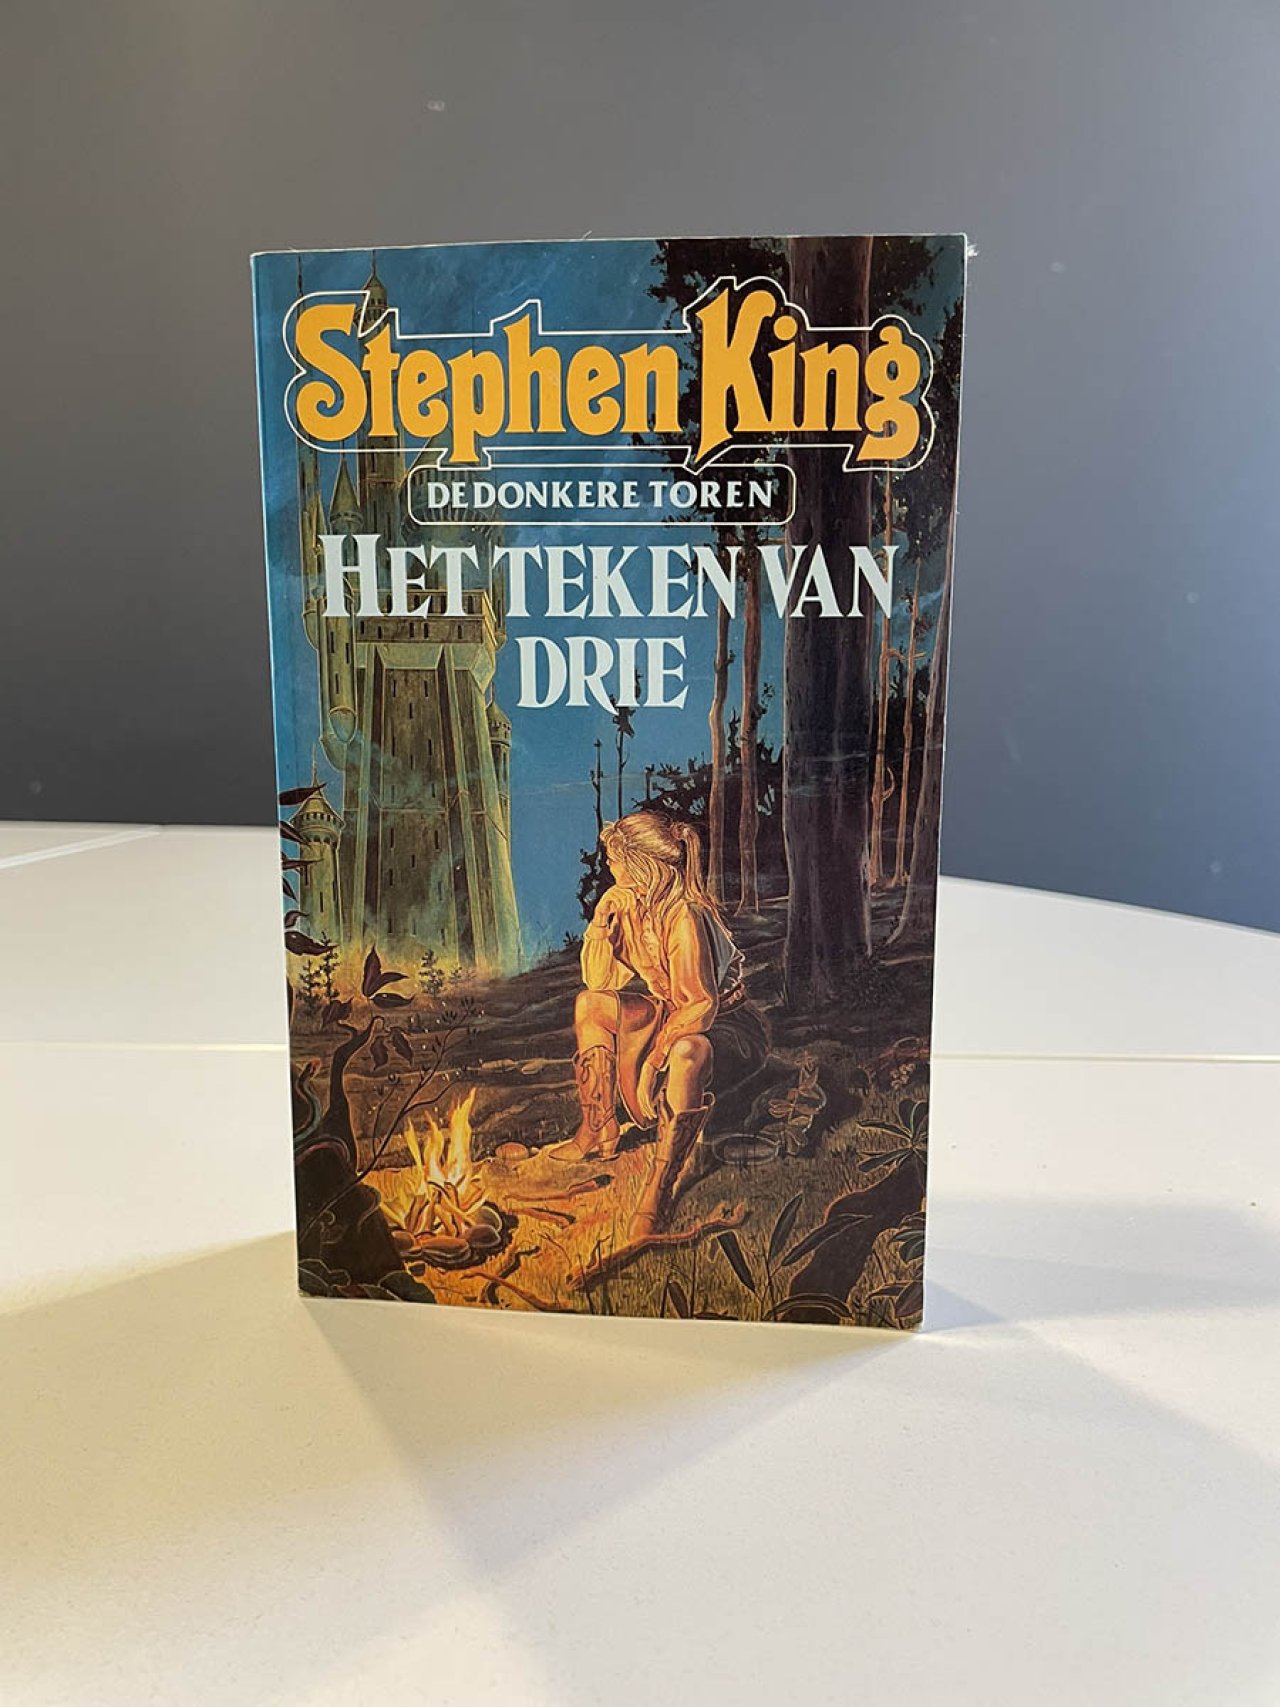 Stephen King
DE DONKERE TOREN
HET TEKEN VAN
DRIE